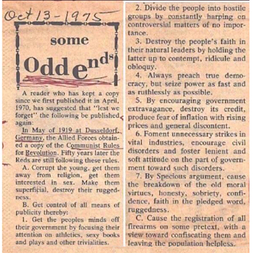 Oct-13-1975
some
Odd ends
A reader who has kept a copy
since we first published it in April,
1970, has suggested that "lest we
forget" the following be published
again:
In May of 1919 at Dusseldorf,
Germany, the Allied Forces obtain-
ed a copy of the Communist Rules
for Revolution. Fifty years later the
Reds are still following these rules.
A. Corrupt the young, get them
away from religion, get them
interested in sex. Make them
superficial, destroy their rugged-
ness.
B. Get control of all means of
publicity thereby:
1. Get the peoples minds off
their government by focusing their
attention on athletics, sexy books
and plays and other trivialities.
2. Divide the people into hostile
groups by constantly harping on
controversial matters of no impor-
tance.
3. Destroy the people's faith in
their natural leaders by holding the
latter up to contempt, ridicule and
obloquy.
4. Always preach true demo-
cracy, but seize power as fast and
as ruthlessly as possible.
5. By encouraging government
extravagance, destroy its credit,
produce fear of inflation with rising
prices and general discontent.
6. Foment unnecessary strikes in
vital industries, encourage civil
disorders and foster lenient and
soft attitude on the part of govern-
ment toward such disorders.
7. By Specious argument, cause
the breakdown of the old moral
virtues, honesty, sobriety, confi-
dence, faith in the pledged word,
ruggedness.
C. Cause the registration of all
firearms on some pretext, with a
view toward confiscating them and
leaving the population helpless.